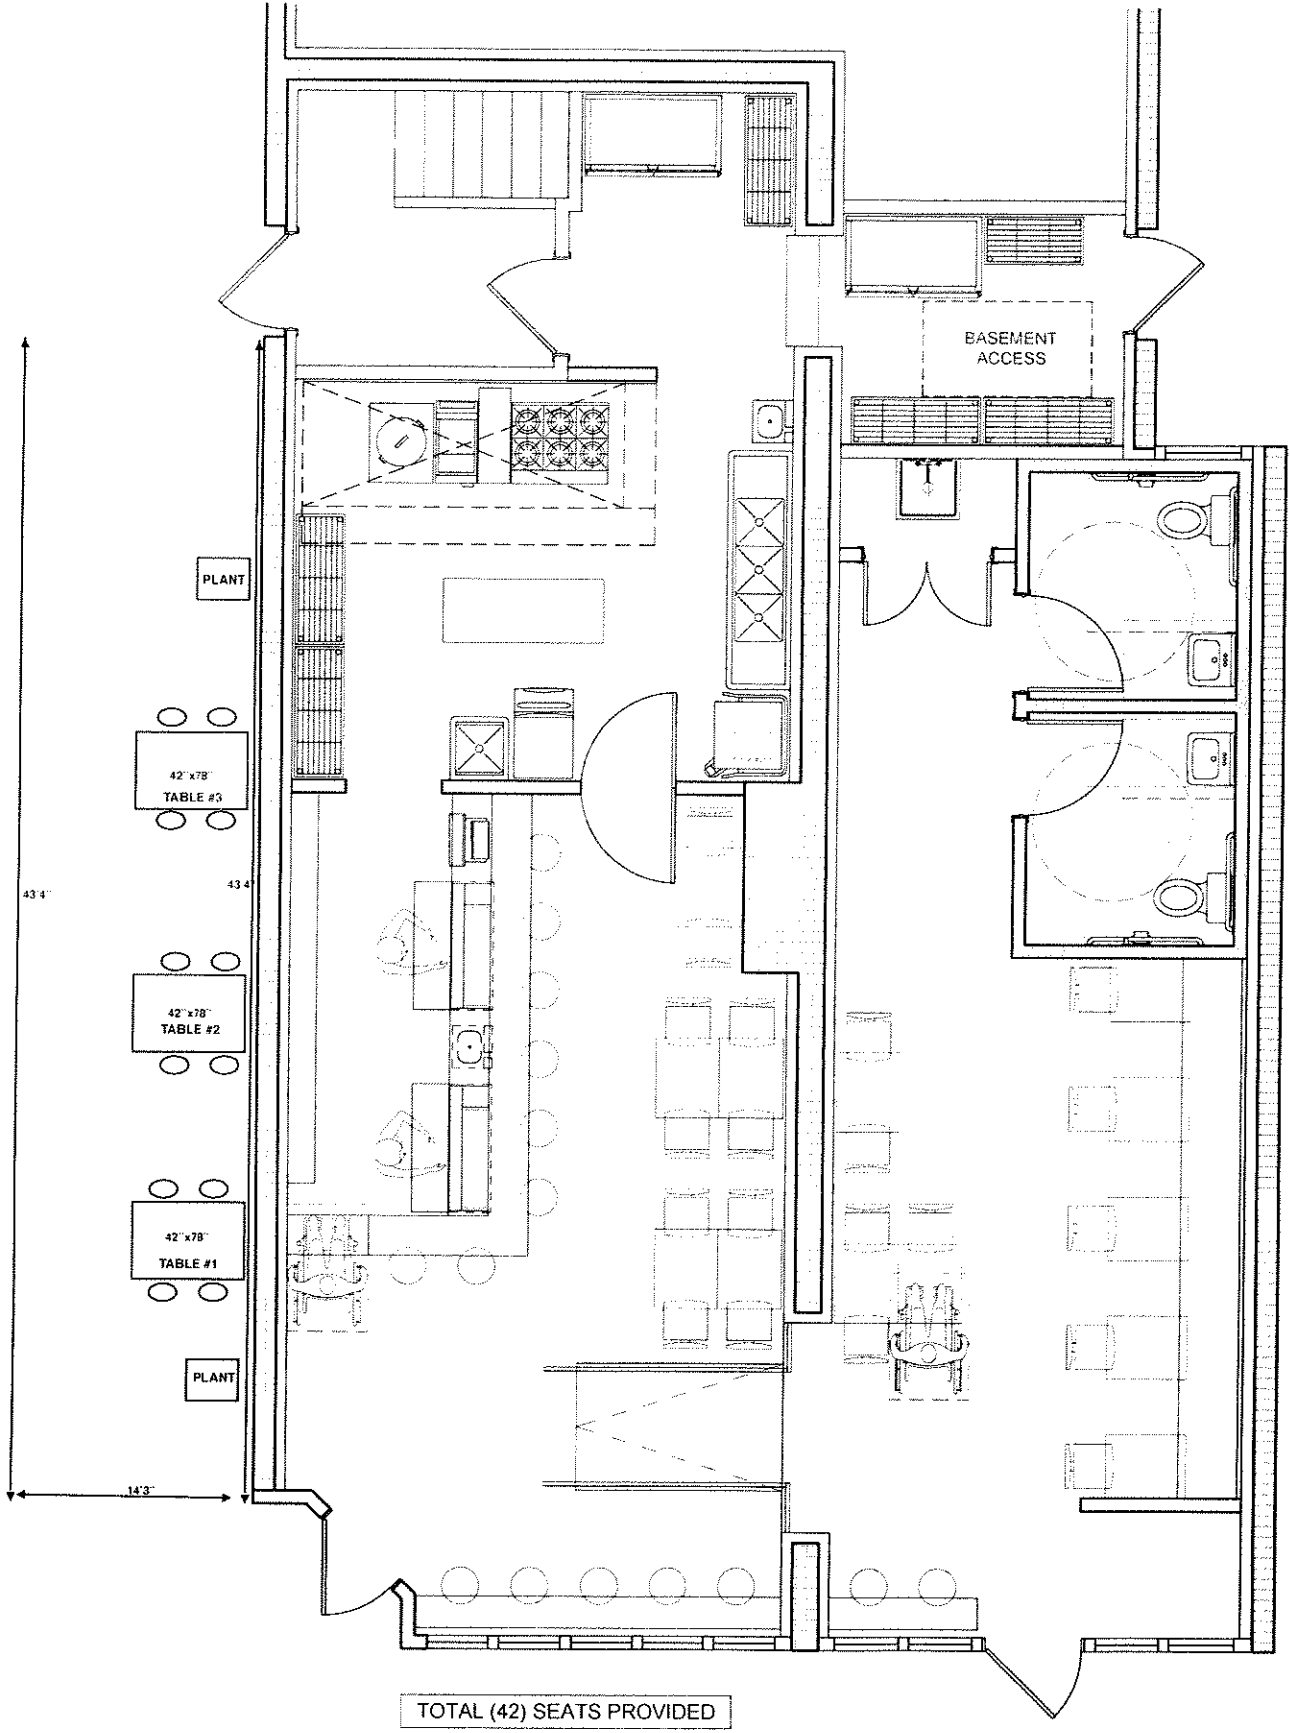 BASEMENT
ACCESS
PLANT
42"x78"
TABLE #3
43'4"
43'4"
42"x78"
TABLE #2
42"x78"
TABLE #1
PLANT
14'3"
TOTAL (42) SEATS PROVIDED